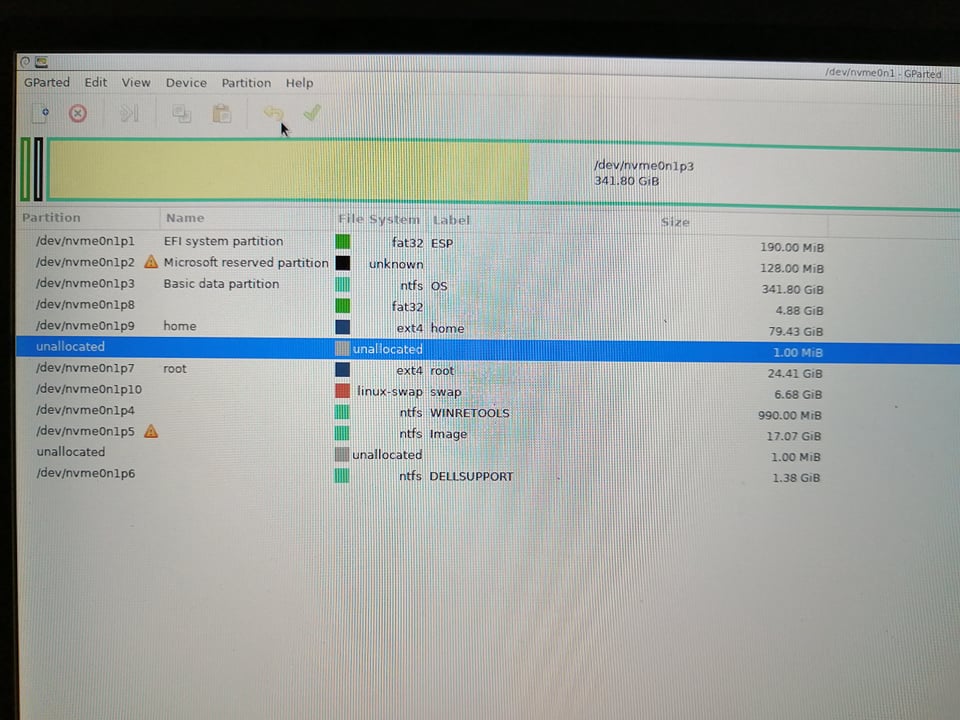 /dev/nvme0n1 - GParted
GParted Edit View Device Partition Help
/dev/nvme0n1p3
341.80 GiB
Partition Name File System Label Size
/dev/nvme0n1p1 EFI system partition fat32 ESP 190.00 MiB
/dev/nvme0n1p2 Microsoft reserved partition unknown 128.00 MiB
/dev/nvme0n1p3 Basic data partition ntfs OS 341.80 GiB
/dev/nvme0n1p8 fat32 4.88 GiB
/dev/nvme0n1p9 home ext4 home 79.43 GiB
unallocated unallocated 1.00 MiB
/dev/nvme0n1p7 root ext4 root 24.41 GiB
/dev/nvme0n1p10 linux-swap swap 6.68 GiB
/dev/nvme0n1p4 ntfs WINRETOOLS 990.00 MiB
/dev/nvme0n1p5 ntfs Image 17.07 GiB
unallocated unallocated 1.00 MiB
/dev/nvme0n1p6 ntfs DELLSUPPORT 1.38 GiB